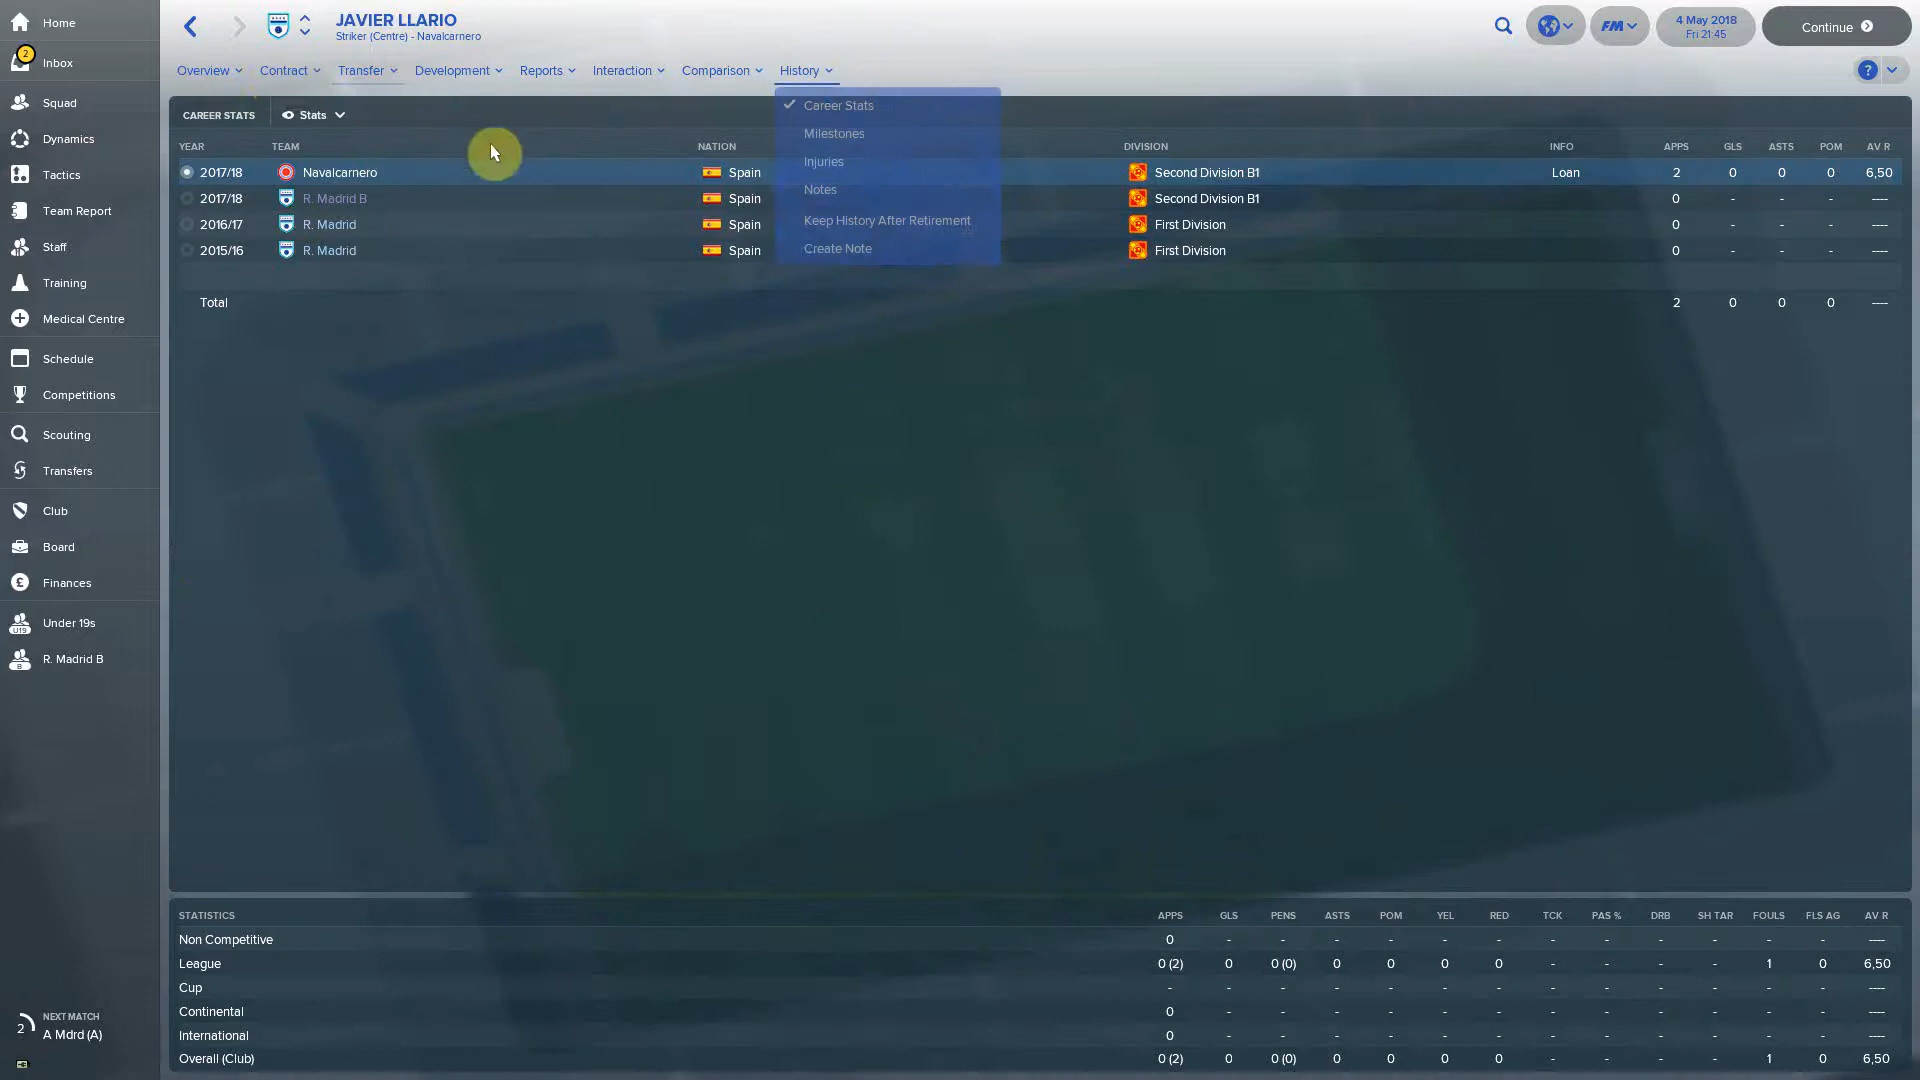 Home
2
Inbox
Squad
Dynamics
Tactics
Team Report
Staff
Training
Medical Centre
Schedule
Competitions
Scouting
Transfers
Club
Board
Finances
U19
Under 19s
B
R. Madrid B
2
NEXT MATCH
A Mdrd (A)
JAVIER LLARIO
Striker (Centre) - Navalcarnero
FM
4 May 2018
Fri 21:45
Continue
Overview Contract Transfer Development Reports Interaction Comparison History
?
Career Stats
Milestones
Injuries
Notes
Keep History After Retirement
Create Note
CAREER STATS Stats
YEAR TEAM NATION DIVISION INFO APPS GLS ASTS POM AV R
2017/18 Navalcarnero Spain Second Division B1 Loan 2 0 0 0 6,50
2017/18 R. Madrid B Spain Second Division B1 0 - - - ----
2016/17 R. Madrid Spain First Division 0 - - - ----
2015/16 R. Madrid Spain First Division 0 - - - ----
Total 2 0 0 0 ----
STATISTICS APPS GLS PENS ASTS POM YEL RED TCK PAS % DRB SH TAR FOULS FLS AG AV R
Non Competitive 0 - - - - - - - - - - - - ----
League 0 (2) 0 0 (0) 0 0 0 0 - - - - 1 0 6,50
Cup - - - - - - - - - - - - - ----
Continental 0 - - - - - - - - - - - - ----
International 0 - - - - - - - - - - - - ----
Overall (Club) 0 (2) 0 0 (0) 0 0 0 0 - - - - 1 0 6,50